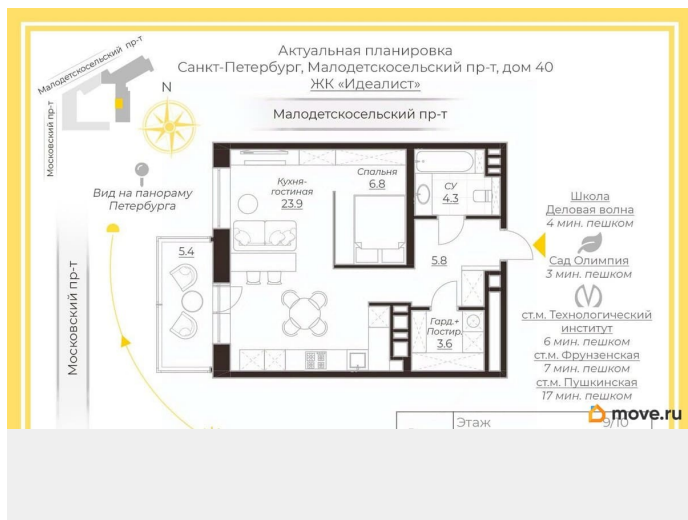 Актуальная планировка
Санкт-Петербург, Малодетскосельский пр-т, дом 40
ЖК «Идеалист»
Малодетскосельский пр-т
Московский пр-т
N
Малодетскосельский пр-т
Вид на панораму
Петербурга
Московский пр-т
Кухня-
гостиная
23.9
Спальня
6.8
СУ
4.3
5.4
5.8
Гард.+
Постир.
3.6
Школа
Деловая волна
4 мин. пешком
Сад Олимпия
3 мин. пешком
ст.м. Технологический
институт
6 мин. пешком
ст.м. Фрунзенская
7 мин. пешком
ст.м. Пушкинская
17 мин. пешком
move.ru
Этаж 9/10